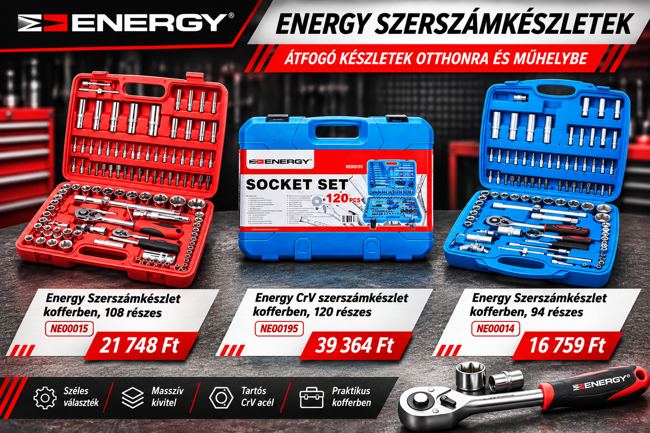 ENERGY
ENERGY SZERSZÁMKÉSZLETEK
ÁTFOGÓ KÉSZLETEK OTTHONRA ÉS MŰHELYBE
ENERGY
NE00195
SOCKET SET
120 PCS
Energy Szerszámkészlet
kofferben, 108 részes
NE00015
21 748 Ft
Energy CrV szerszámkészlet
kofferben, 120 részes
NE00195
39 364 Ft
Energy Szerszámkészlet
kofferben, 94 részes
NE00014
16 759 Ft
Széles
választék
Masszív
kivitel
Tartós
CrV acél
Praktikus
kofferben
ENERGY